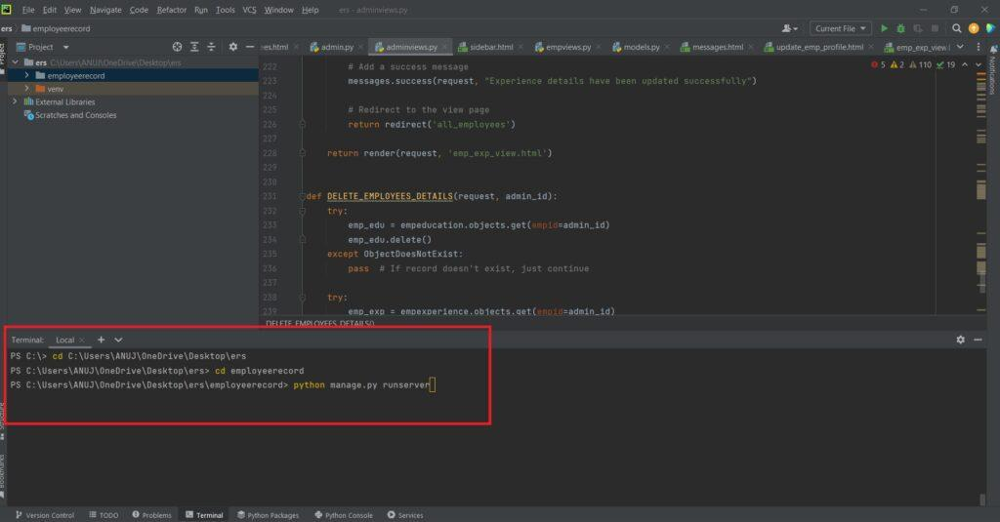 PC File Edit View Navigate Code Refactor Run Tools VCS Window Help ers - adminviews.py
ers employeerecord Current File
Project
Project es.html admin.py adminviews.py sidebar.html empviews.py models.py messages.html update_emp_profile.html emp_exp_view.
ers C:\Users\ANUJ\OneDrive\Desktop\ers
employeerecord
venv
External Libraries
Scratches and Consoles
5 2 110 19
Notifications
222 # Add a success message
223 messages.success(request, "Experience details have been updated successfully")
224
225 # Redirect to the view page
226 return redirect('all_employees')
227
228 return render(request, 'emp_exp_view.html')
229
230
231 def DELETE_EMPLOYEES_DETAILS(request, admin_id):
232 try:
233 emp_edu = empeducation.objects.get(empid=admin_id)
234 emp_edu.delete()
235 except ObjectDoesNotExist:
236 pass # If record doesn't exist, just continue
237
238 try:
239 emp_exp = empexperience.objects.get(empid=admin_id)
DELETE_EMPLOYEES_DETAILS()
Terminal: Local
PS C:\> cd C:\Users\ANUJ\OneDrive\Desktop\ers
PS C:\Users\ANUJ\OneDrive\Desktop\ers> cd employeerecord
PS C:\Users\ANUJ\OneDrive\Desktop\ers\employeerecord> python manage.py runserver
Structure
Bookmarks
Version Control TODO Problems Terminal Python Packages Python Console Services